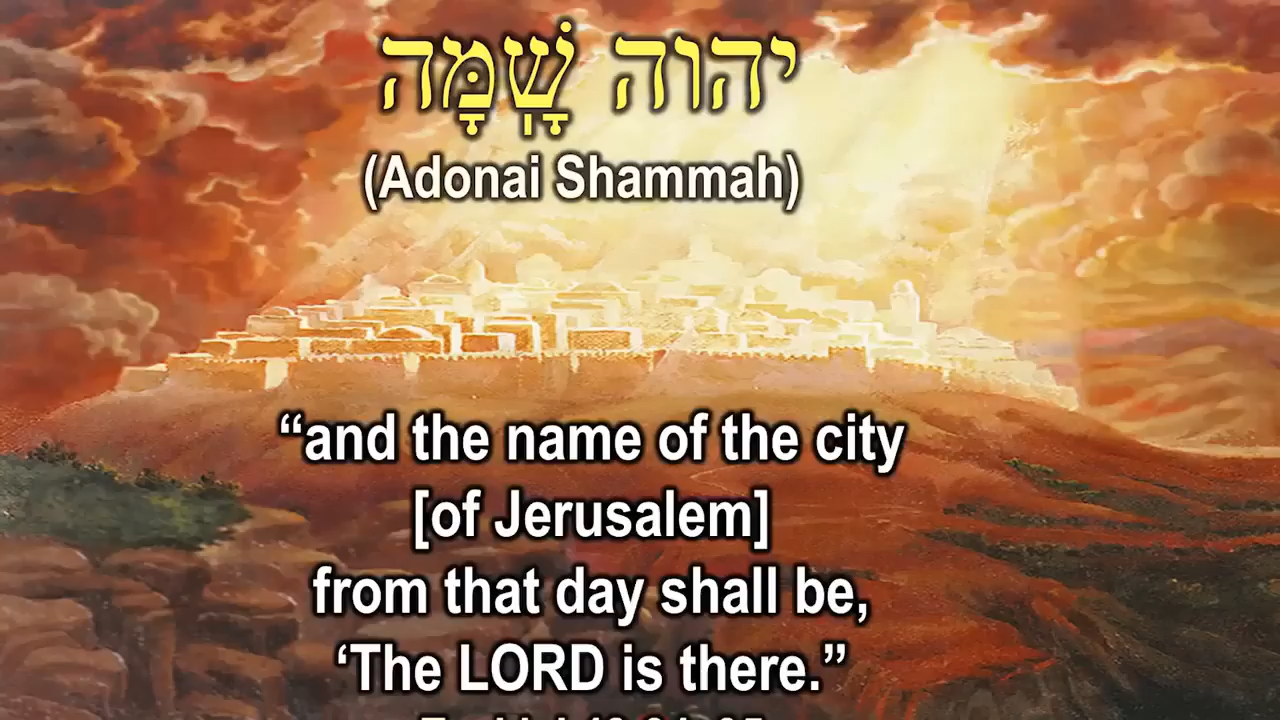 יהוה שָׁמָּה
(Adonai Shammah)
“and the name of the city
[of Jerusalem]
from that day shall be,
‘The LORD is there.”